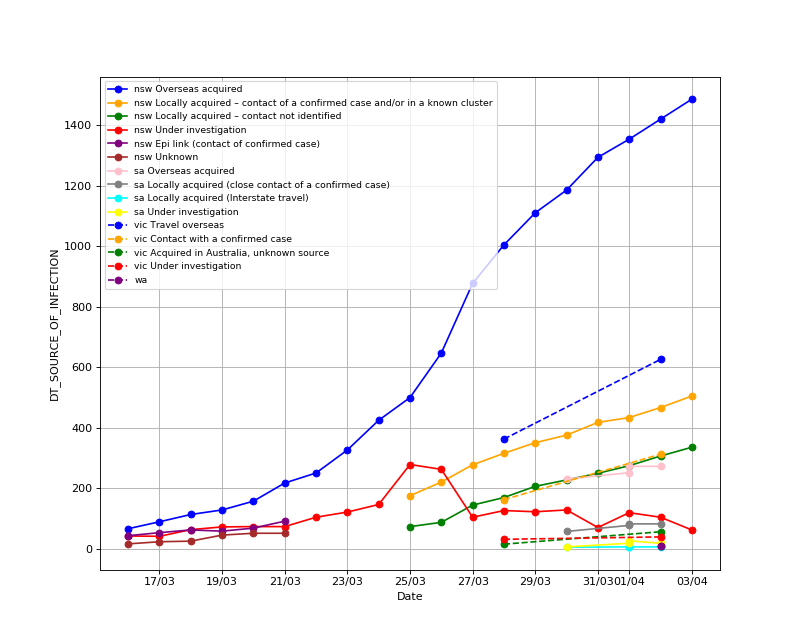 nsw Overseas acquired
nsw Locally acquired – contact of a confirmed case and/or in a known cluster
nsw Locally acquired – contact not identified
nsw Under investigation
nsw Epi link (contact of confirmed case)
nsw Unknown
sa Overseas acquired
sa Locally acquired (close contact of a confirmed case)
sa Locally acquired (Interstate travel)
sa Under investigation
vic Travel overseas
vic Contact with a confirmed case
vic Acquired in Australia, unknown source
vic Under investigation
wa
1400
1200
1000
800
600
400
200
0
DT_SOURCE_OF_INFECTION
17/03 19/03 21/03 23/03 25/03 27/03 29/03 31/03 01/04 03/04
Date